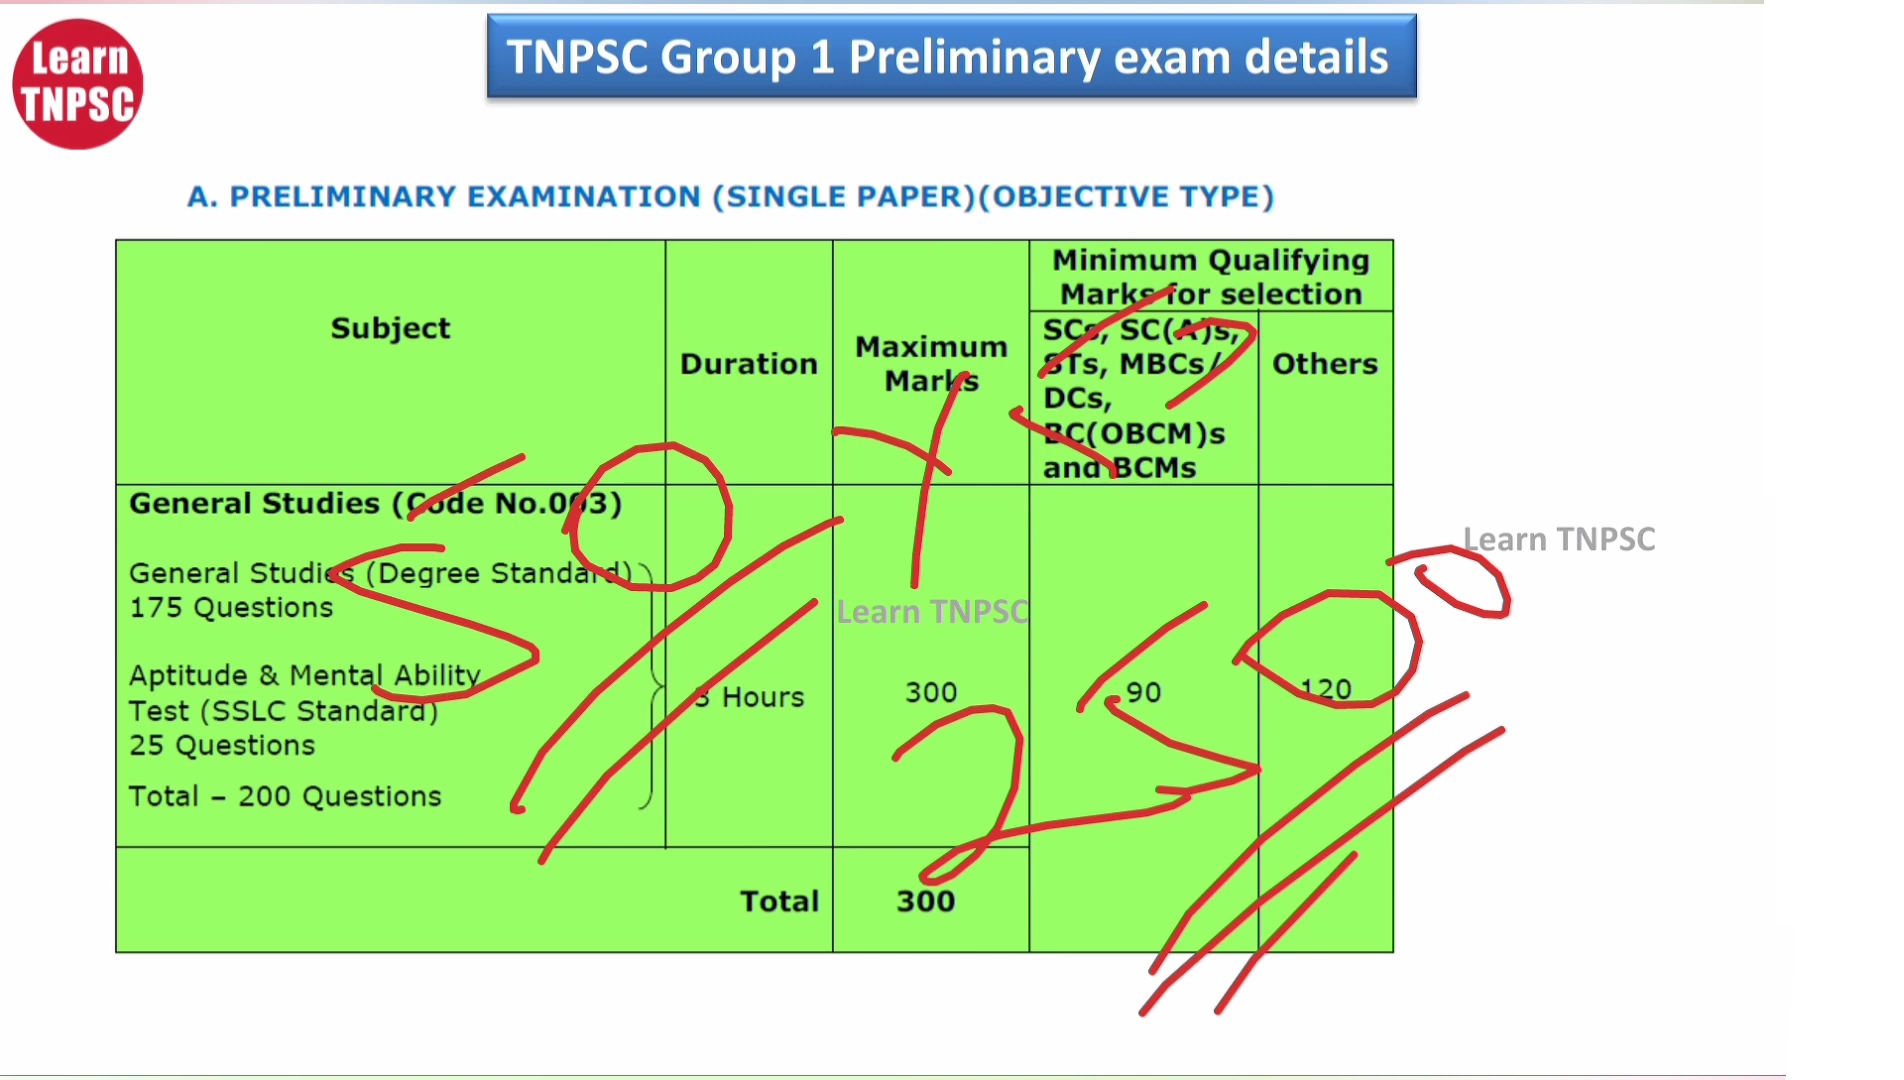 Learn
TNPSC
TNPSC Group 1 Preliminary exam details
A. PRELIMINARY EXAMINATION (SINGLE PAPER)(OBJECTIVE TYPE)
Subject
Duration
Maximum
Marks
Minimum Qualifying
Marks for selection
SCs, SC(A)s,
STs, MBCs/
DCs,
BC(OBCM)s
and BCMs
Others
General Studies (Code No.003)
General Studies (Degree Standard)
175 Questions
Aptitude & Mental Ability
Test (SSLC Standard)
25 Questions
Total – 200 Questions
3 Hours
300
90
120
Total
300
Learn TNPSC
Learn TNPSC